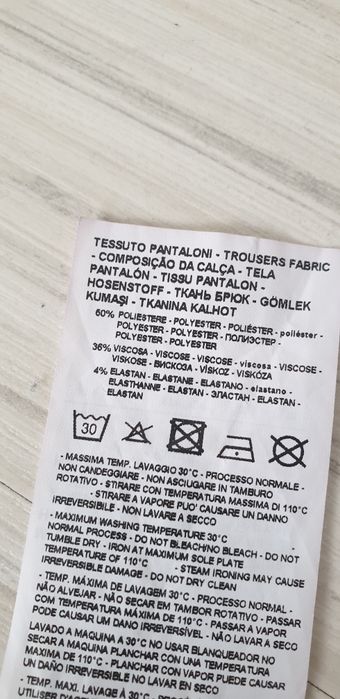 TESSUTO PANTALONI - TROUSERS FABRIC
- COMPOSIÇÃO DA CALÇA - TELA
PANTALÓN - TISSU PANTALON -
HOSENSTOFF - ТКАНЬ БРЮК - GÖMLEK
KUMAŞI - TKANINA KALHOT
60% POLIESTERE - POLYESTER - POLIÉSTER - poliéster -
POLYESTER - POLYESTER - ПОЛИЭСТЕР -
POLYESTER - POLYESTER
36% VISCOSA - VISCOSE - VISCOSE - viscosa - VISCOSE -
VISKOSE - ВИСКОЗА - VİSKOZ - VISKÓZA
4% ELASTAN - ELASTANE - ELASTANO - elastano -
ELASTHANNE - ELASTAN - ЭЛАСТАН - ELASTAN -
ELASTAN
30
- MASSIMA TEMP. LAVAGGIO 30°C - PROCESSO NORMALE -
NON CANDEGGIARE - NON ASCIUGARE IN TAMBURO
ROTATIVO - STIRARE CON TEMPERATURA MASSIMA DI 110°C
- STIRARE A VAPORE PUO' CAUSARE UN DANNO
IRREVERSIBILE - NON LAVARE A SECCO
- MAXIMUM WASHING TEMPERATURE 30°C -
NORMAL PROCESS - DO NOT BLEACH/NO BLEACH - DO NOT
TUMBLE DRY - IRON AT MAXIMUM SOLE PLATE
TEMPERATURE OF 110°C - STEAM IRONING MAY CAUSE
IRREVERSIBLE DAMAGE - DO NOT DRY CLEAN
- TEMP. MÁXIMA DE LAVAGEM 30°C - PROCESSO NORMAL -
NÃO ALVEJAR - NÃO SECAR EM TAMBOR ROTATIVO - PASSAR
COM TEMPERATURA MÁXIMA DE 110°C - PASSAR A VAPOR
PODE CAUSAR UM DANO IRREVERSÍVEL - NÃO LAVAR A SECO
LAVADO A MAQUINA A 30°C NO USAR BLANQUEADOR NO
SECAR A MAQUINA PLANCHAR CON UNA TEMPERATURA
MAXIMA DE 110°C - PLANCHAR CON VAPOR PUEDE CAUSAR
UN DAÑO IRREVERSIBLE NO LAVAR EN SECO
- TEMP. MAXI. LAVAGE À 30°C